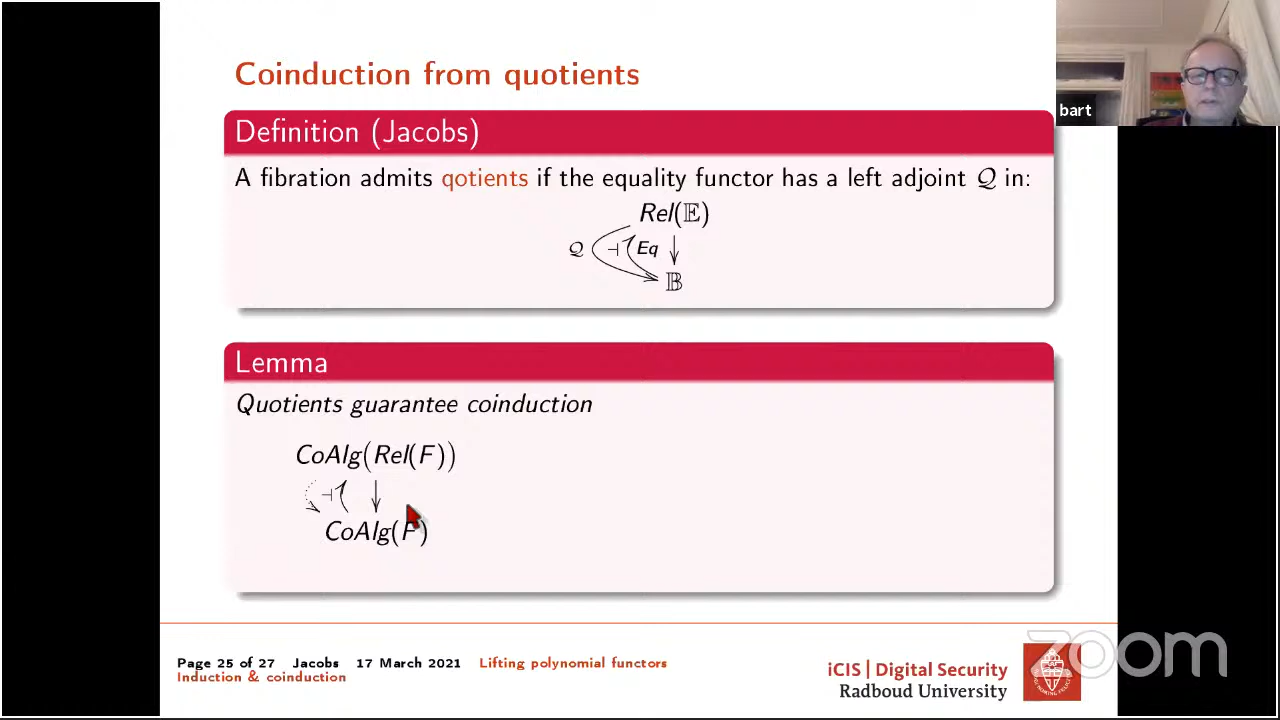 Coinduction from quotients
bart
Definition (Jacobs)
A fibration admits qotients if the equality functor has a left adjoint 𝒬 in:
Rel(𝔼)
𝒬 ⊣ Eq
𝔹
Lemma
Quotients guarantee coinduction
CoAlg(Rel(F))
⊣
CoAlg(F)
Page 25 of 27 Jacobs 17 March 2021 Lifting polynomial functors
Induction & coinduction
iCIS | Digital Security
Radboud University
zoom